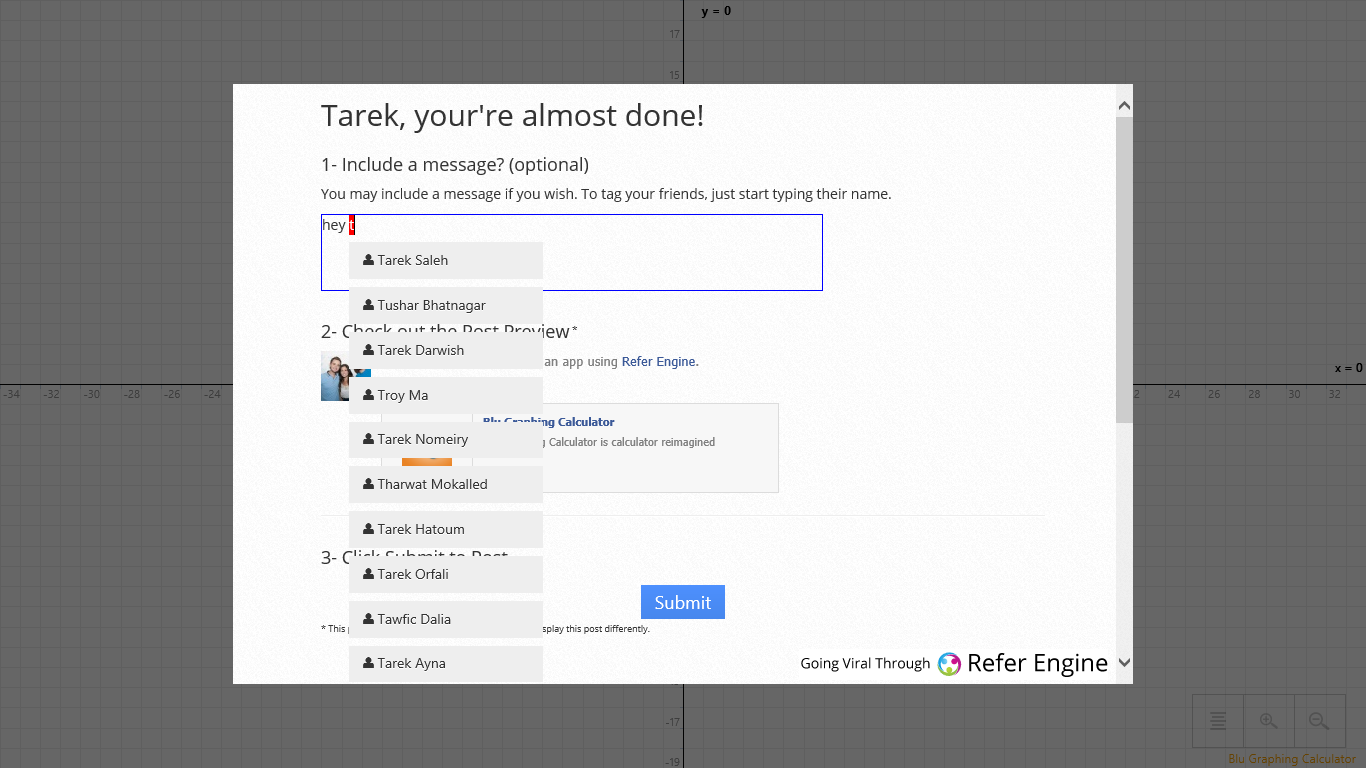 y = 0
17
15
Tarek, your're almost done!
1- Include a message? (optional)
You may include a message if you wish. To tag your friends, just start typing their name.
hey t
Tarek Saleh
Tushar Bhatnagar
2- Check out the Post Preview*
Tarek Darwish
an app using Refer Engine.
x = 0
-34 -32 -30 -28 -26 -24
2 24 26 28 30 32
Troy Ma
Blu Graphing Calculator
Tarek Nomeiry
g Calculator is calculator reimagined
Tharwat Mokalled
Tarek Hatoum
3- Click Submit to Post
Tarek Orfali
Submit
Tawfic Dalia
* This
splay this post differently.
Tarek Ayna
Going Viral Through Refer Engine
-17
-19
Blu Graphing Calculator